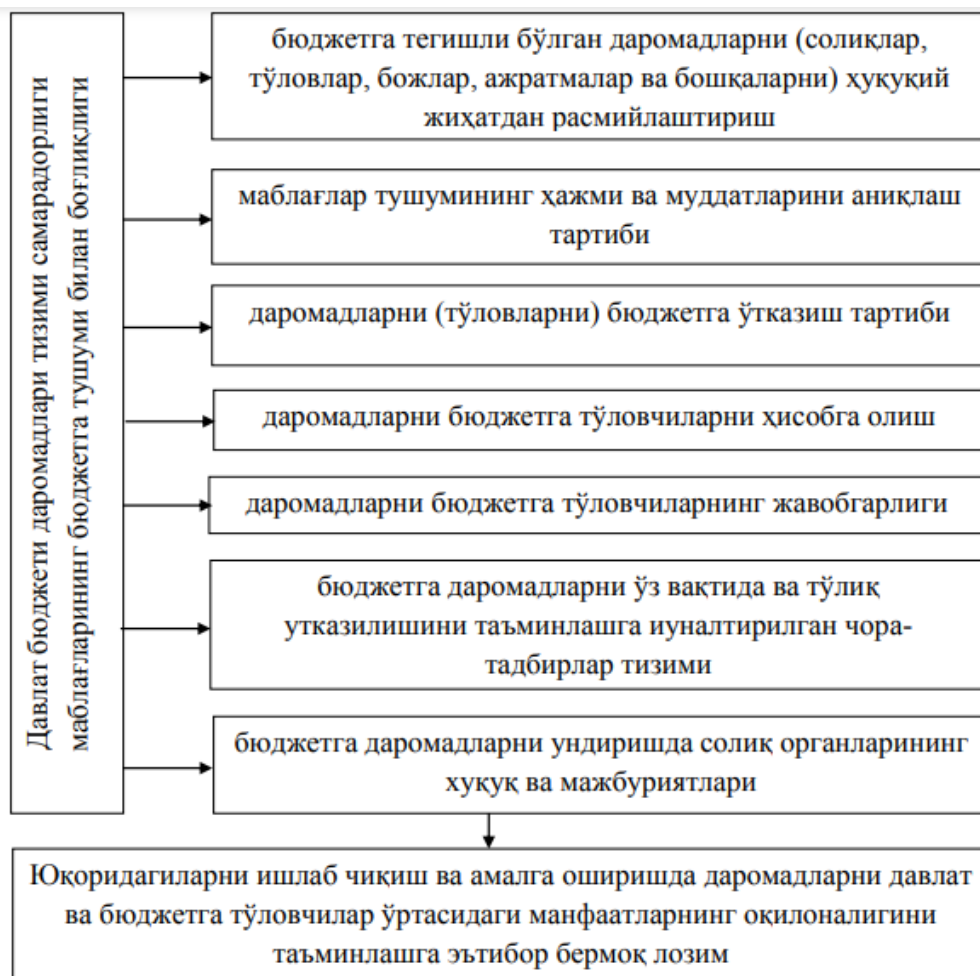 Давлат бюджети даромадлари тизими самарадорлиги
маблағларининг бюджетга тушуми билан боғлиқлиги
бюджетга тегишли бўлган даромадларни (солиқлар,
тўловлар, божлар, ажратмалар ва бошқаларни) ҳуқуқий
жиҳатдан расмийлаштириш
маблағлар тушумининг ҳажми ва муддатларини аниқлаш
тартиби
даромадларни (тўловларни) бюджетга ўтказиш тартиби
даромадларни бюджетга тўловчиларни ҳисобга олиш
даромадларни бюджетга тўловчиларнинг жавобгарлиги
бюджетга даромадларни ўз вақтида ва тўлиқ
утказилишини таъминлашга иуналтирилган чора-
тадбирлар тизими
бюджетга даромадларни ундиришда солиқ органларининг
хуқуқ ва мажбуриятлари
Юқоридагиларни ишлаб чиқиш ва амалга оширишда даромадларни давлат
ва бюджетга тўловчилар ўртасидаги манфаатларнинг оқилоналигини
таъминлашга эътибор бермоқ лозим